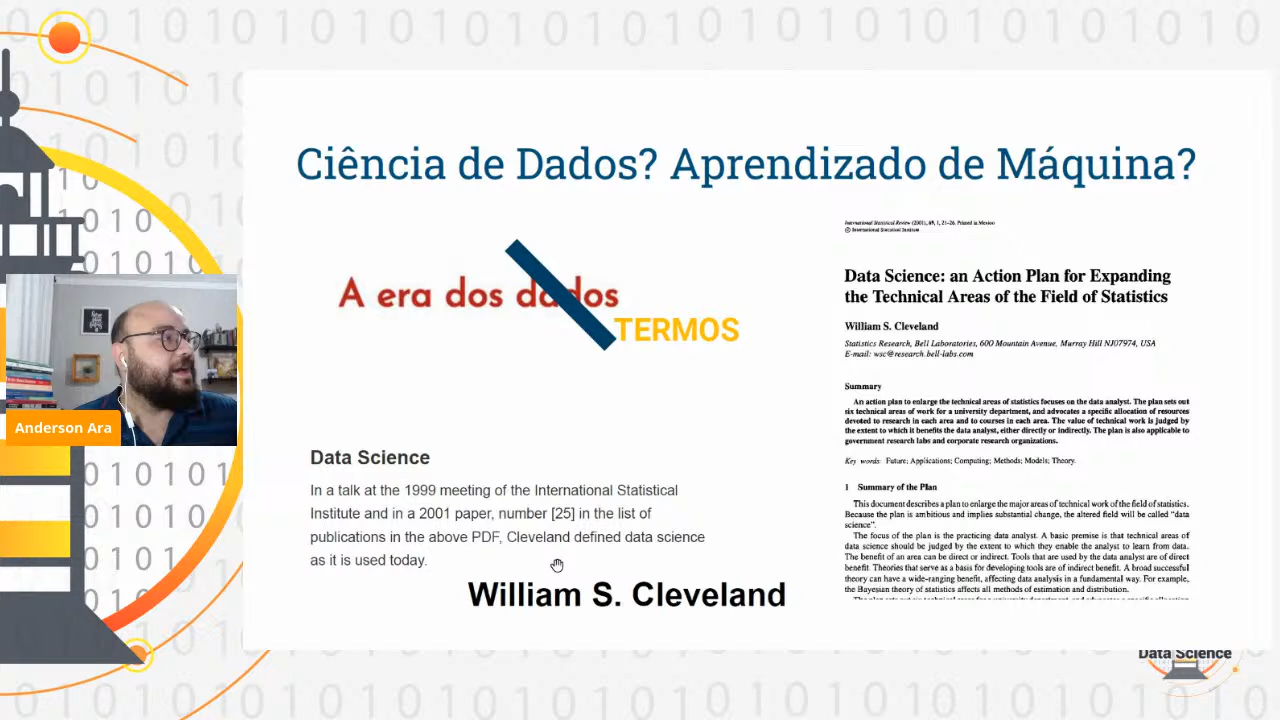 Ciência de Dados? Aprendizado de Máquina?
A era dos dados
TERMOS
Anderson Ara
Data Science
In a talk at the 1999 meeting of the International Statistical
Institute and in a 2001 paper, number [25] in the list of
publications in the above PDF, Cleveland defined data science
as it is used today.
William S. Cleveland
International Statistical Review (2001), 69, 1, 21–26, Printed in Mexico
© International Statistical Institute
Data Science: an Action Plan for Expanding
the Technical Areas of the Field of Statistics
William S. Cleveland
Statistics Research, Bell Laboratories, 600 Mountain Avenue, Murray Hill NJ07974, USA
E-mail: wsc@research.bell-labs.com
Summary
An action plan to enlarge the technical areas of statistics focuses on the data analyst. The plan sets out
six technical areas of work for a university department, and advocates a specific allocation of resources
devoted to research in each area and to courses in each area. The value of technical work is judged by
the extent to which it benefits the data analyst, either directly or indirectly. The plan is also applicable to
government research labs and corporate research organizations.
Key words: Future; Applications; Computing; Methods; Models; Theory.
1 Summary of the Plan
This document describes a plan to enlarge the major areas of technical work of the field of statistics.
Because the plan is ambitious and implies substantial change, the altered field will be called "data
science".
The focus of the plan is the practicing data analyst. A basic premise is that technical areas of
data science should be judged by the extent to which they enable the analyst to learn from data.
The benefit of an area can be direct or indirect. Tools that are used by the data analyst are of direct
benefit. Theories that serve as a basis for developing tools are of indirect benefit. A broad successful
theory can have a wide-ranging benefit, affecting data analysis in a fundamental way. For example,
the Bayesian theory of statistics affects all methods of estimation and distribution.
Data Science